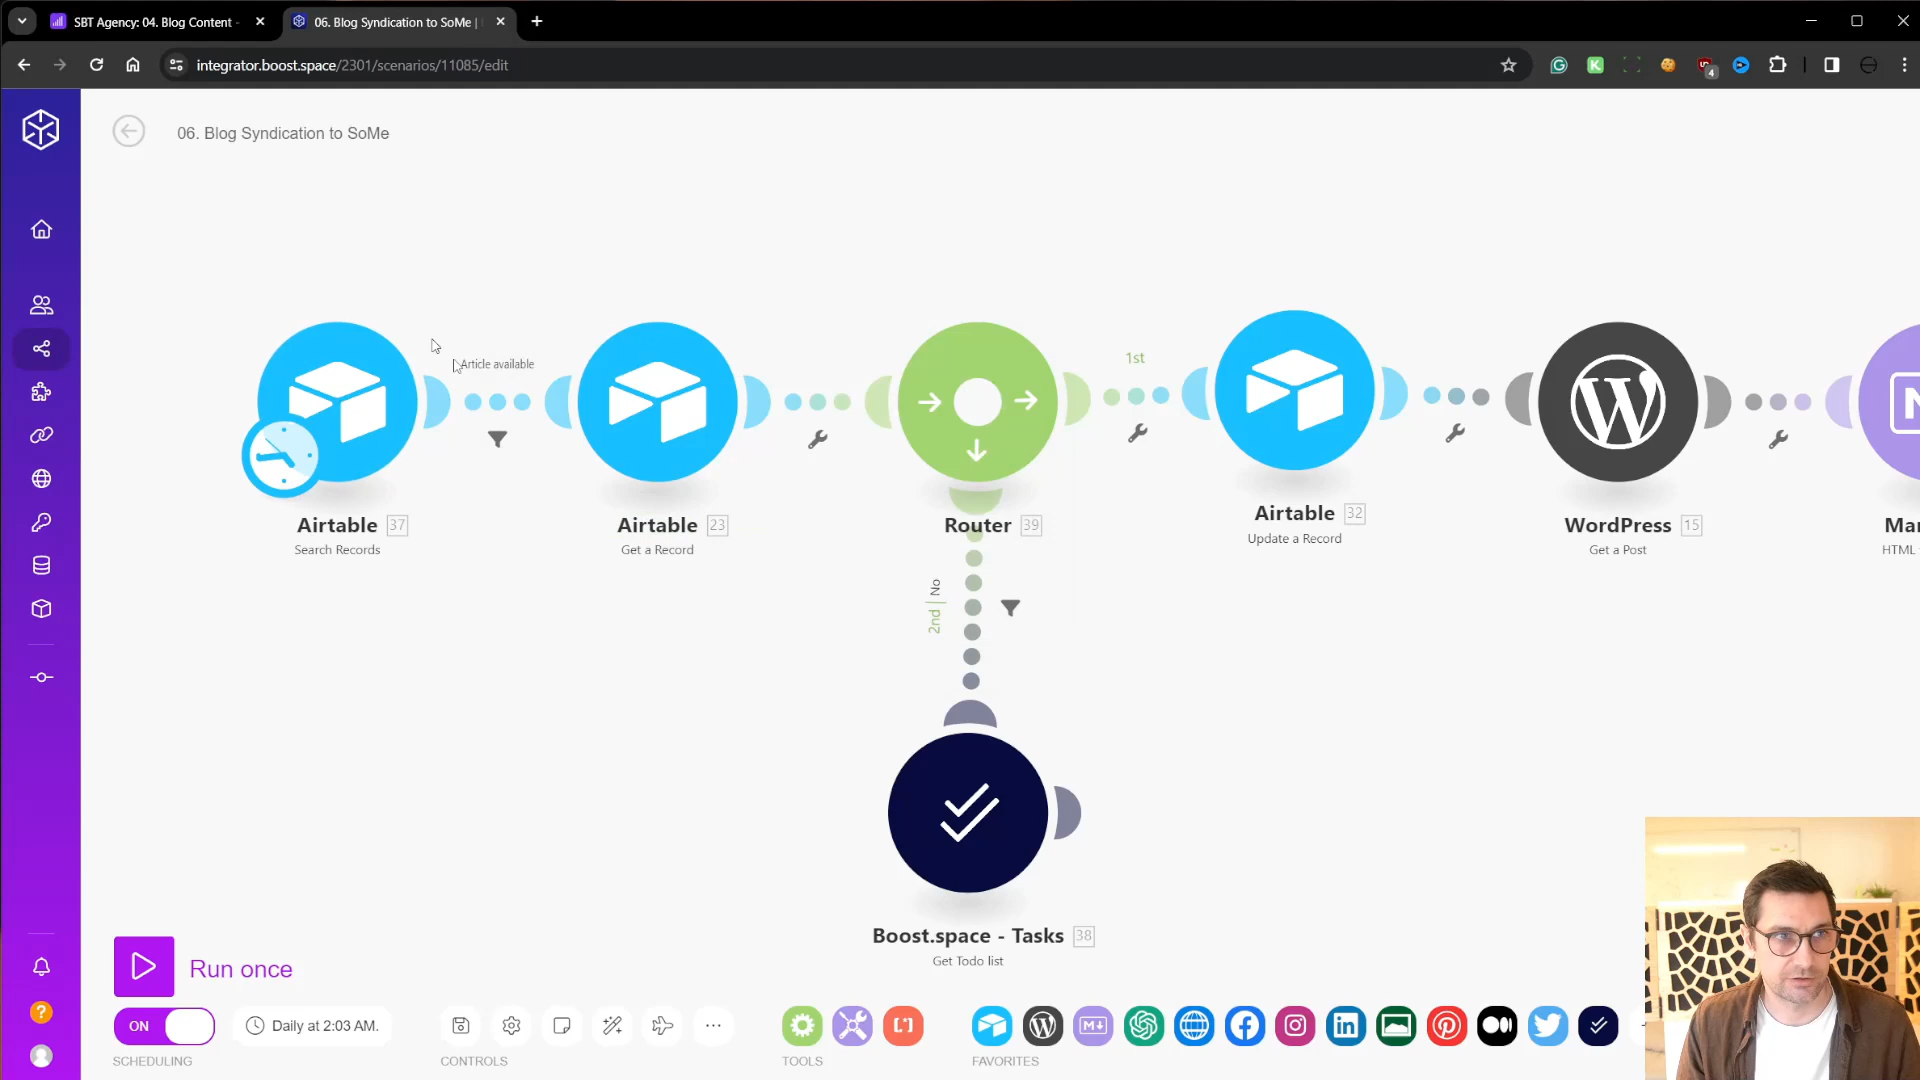 SBT Agency: 04. Blog Content -
06. Blog Syndication to SoMe |
integrator.boost.space/2301/scenarios/11085/edit
4
06. Blog Syndication to SoMe
Article available
1st
Airtable 37
Search Records
Airtable 23
Get a Record
Router 39
Airtable 32
Update a Record
WordPress 15
Get a Post
HTML
2nd | No
Boost.space - Tasks 38
Get Todo list
Run once
ON
Daily at 2:03 AM.
SCHEDULING
CONTROLS
TOOLS
FAVORITES